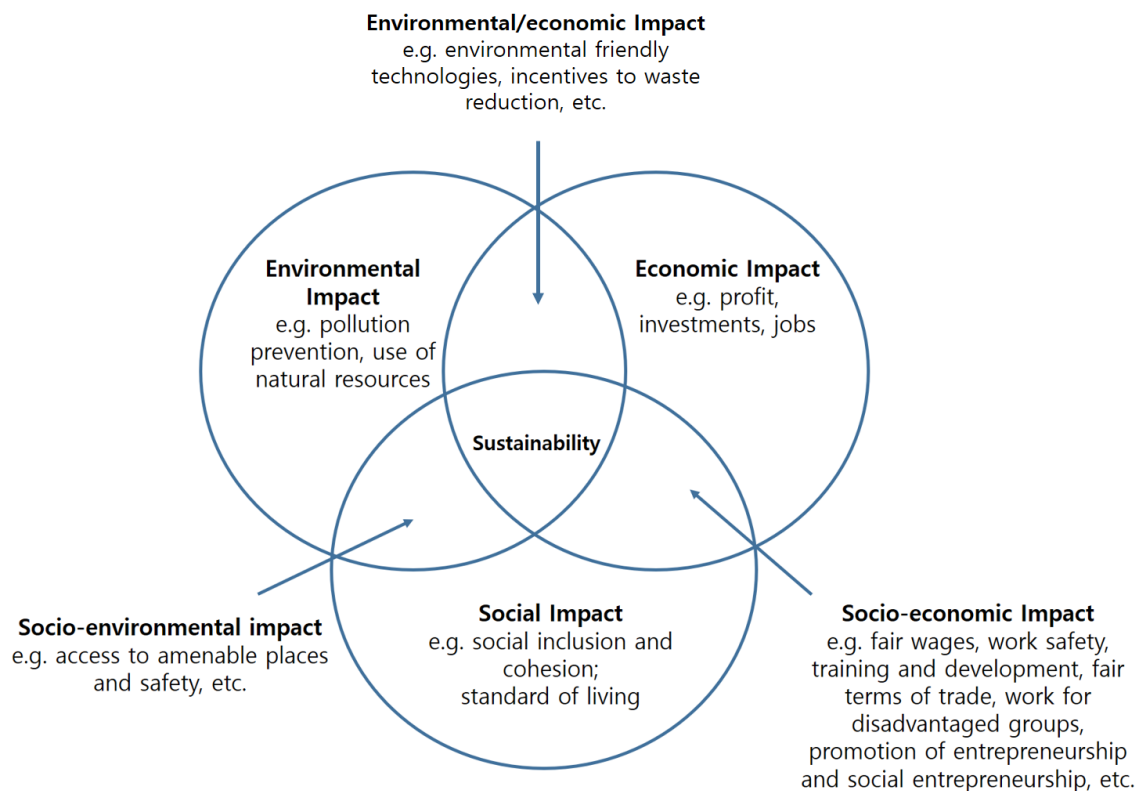 Environmental/economic Impact
e.g. environmental friendly
technologies, incentives to waste
reduction, etc.
Environmental
Impact
e.g. pollution
prevention, use of
natural resources
Economic Impact
e.g. profit,
investments, jobs
Sustainability
Socio-environmental impact
e.g. access to amenable places
and safety, etc.
Social Impact
e.g. social inclusion and
cohesion;
standard of living
Socio-economic Impact
e.g. fair wages, work safety,
training and development, fair
terms of trade, work for
disadvantaged groups,
promotion of entrepreneurship
and social entrepreneurship, etc.